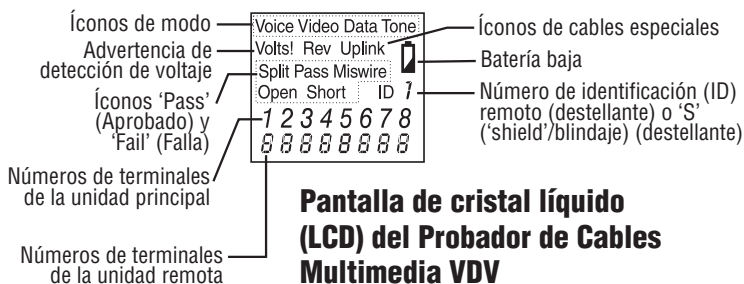 Íconos de modo
Advertencia de
detección de voltaje
Íconos ‘Pass’
(Aprobado) y
‘Fail’ (Falla)
Números de terminales
de la unidad principal
Números de terminales
de la unidad remota
Voice Video Data Tone
Volts! Rev Uplink
Split Pass Miswire
Open Short ID 1
1 2 3 4 5 6 7 8
8 8 8 8 8 8 8 8
Íconos de cables especiales
Batería baja
Número de identificación (ID)
remoto (destellante) o ‘S’
(‘shield’/blindaje) (destellante)
Pantalla de cristal líquido
(LCD) del Probador de Cables
Multimedia VDV